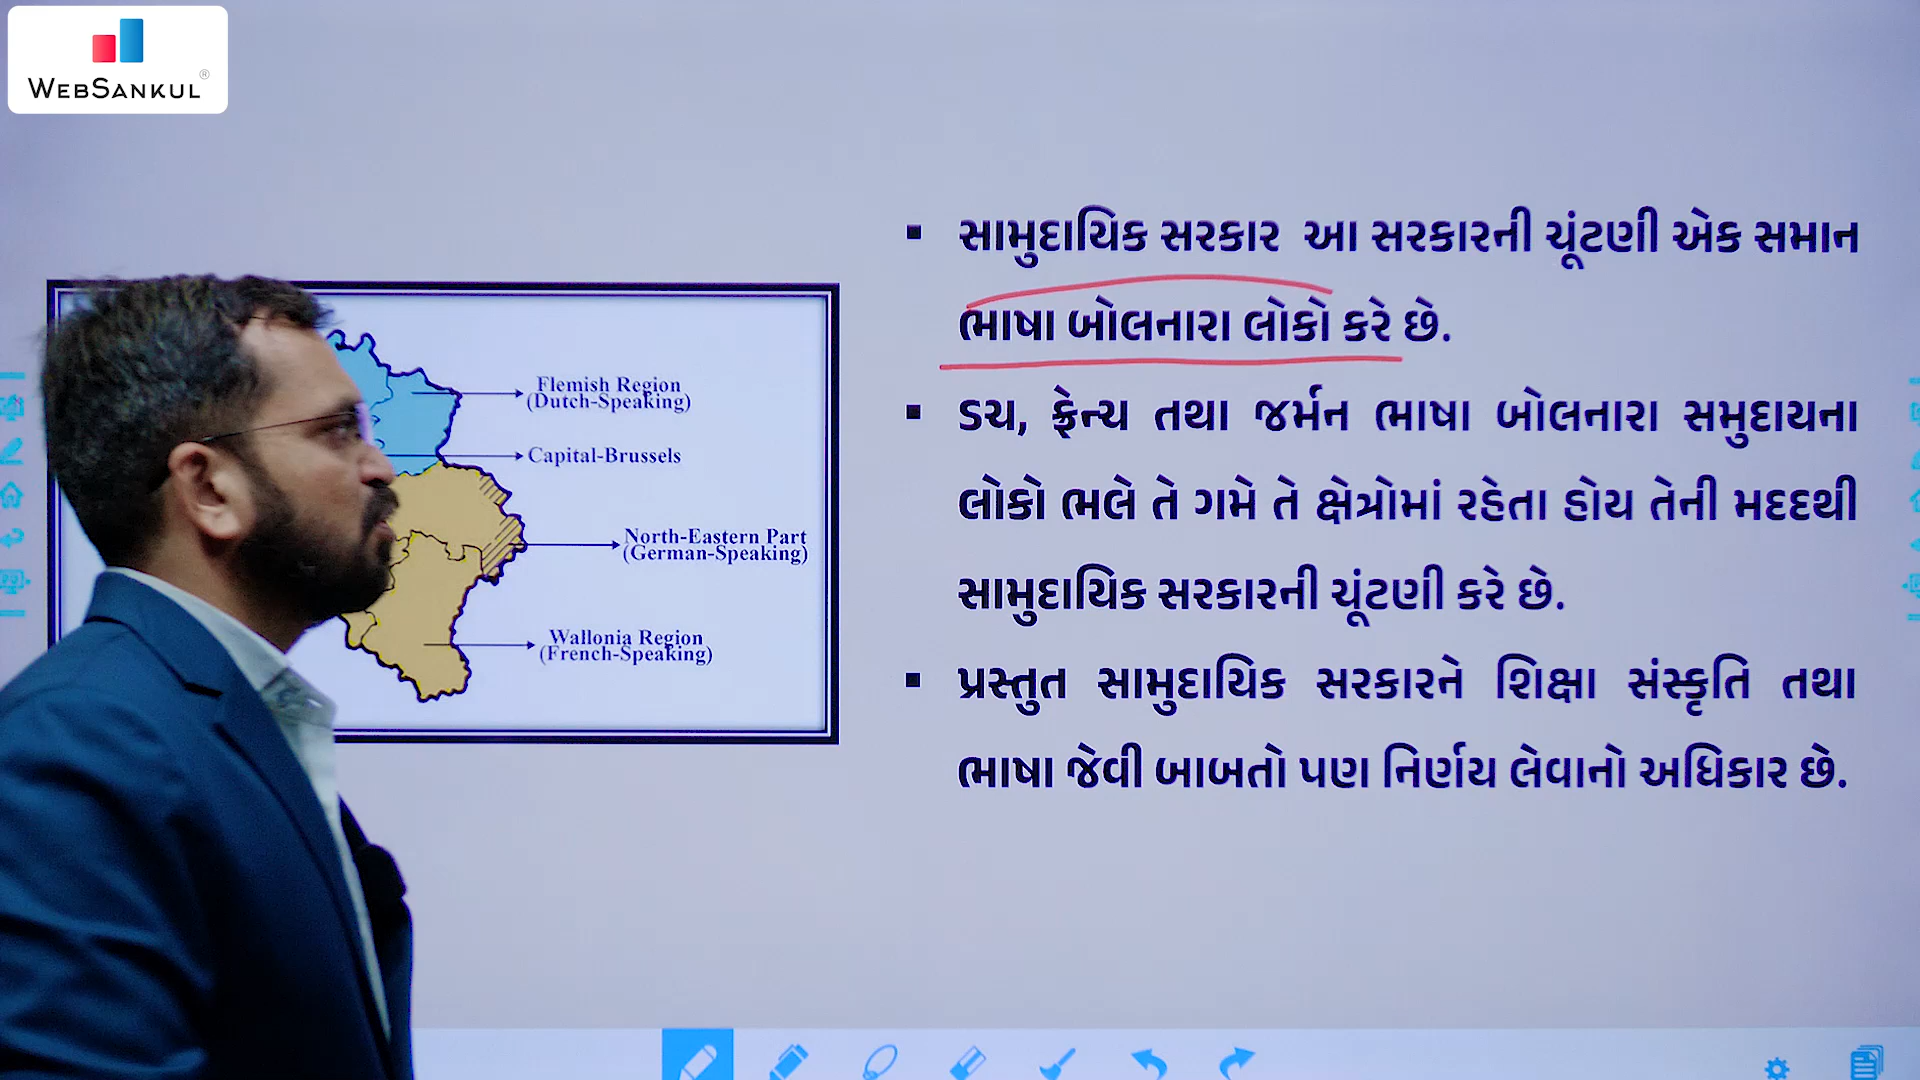 WEBSANKUL®
Flemish Region
(Dutch-Speaking)
Capital-Brussels
North-Eastern Part
(German-Speaking)
Wallonia Region
(French-Speaking)
▪ સામુદાયિક સરકાર આ સરકારની ચૂંટણી એક સમાન
ભાષા બોલનારા લોકો કરે છે.
▪ ડચ, ફ્રેન્ચ તથા જર્મન ભાષા બોલનારા સમુદાયના
લોકો ભલે તે ગમે તે ક્ષેત્રોમાં રહેતા હોય તેની મદદથી
સામુદાયિક સરકારની ચૂંટણી કરે છે.
▪ પ્રસ્તુત સામુદાયિક સરકારને શિક્ષા સંસ્કૃતિ તથા
ભાષા જેવી બાબતો પણ નિર્ણય લેવાનો અધિકાર છે.